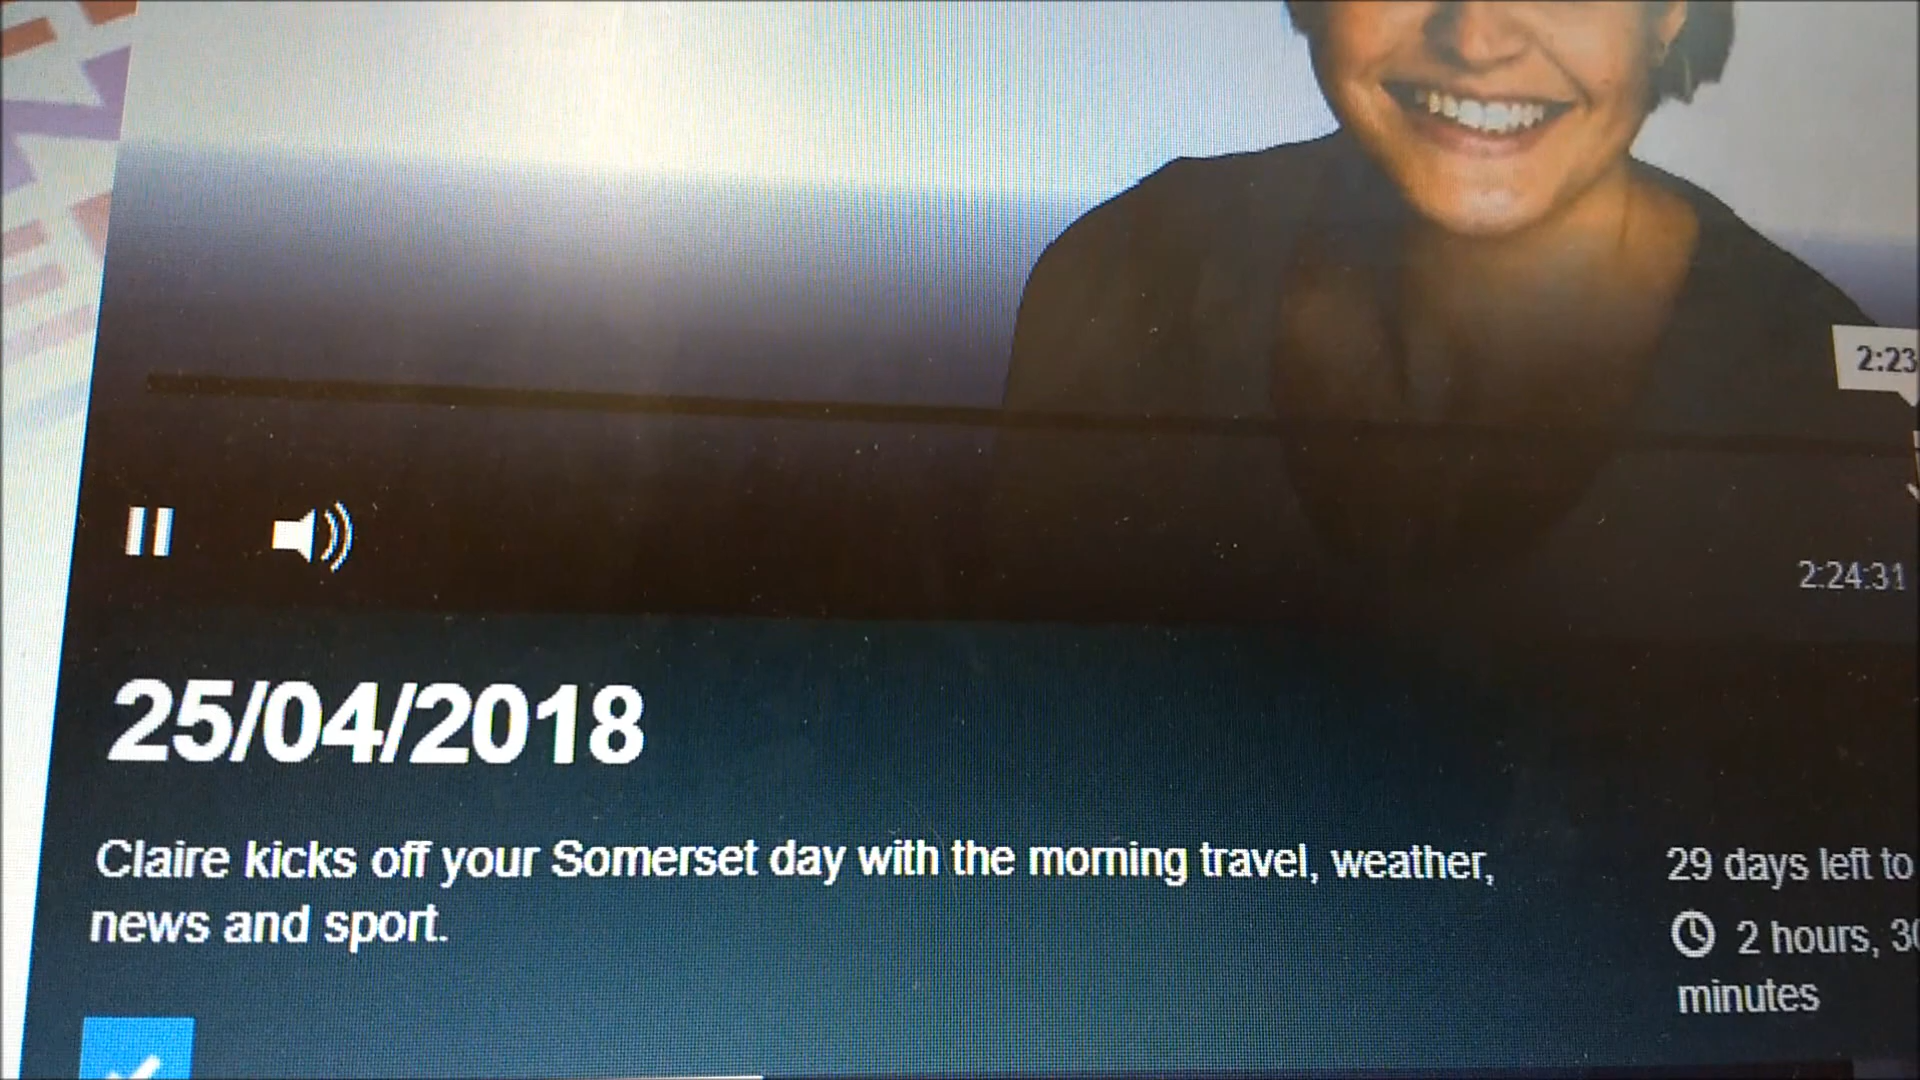 2:23
2:24:31
25/04/2018
Claire kicks off your Somerset day with the morning travel, weather,
news and sport.
29 days left to
2 hours, 30
minutes